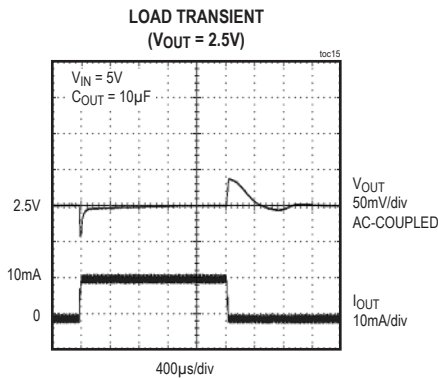 LOAD TRANSIENT
(VOUT = 2.5V)
toc15
VIN = 5V
COUT = 10µF
2.5V
VOUT
50mV/div
AC-COUPLED
10mA
0
IOUT
10mA/div
400µs/div